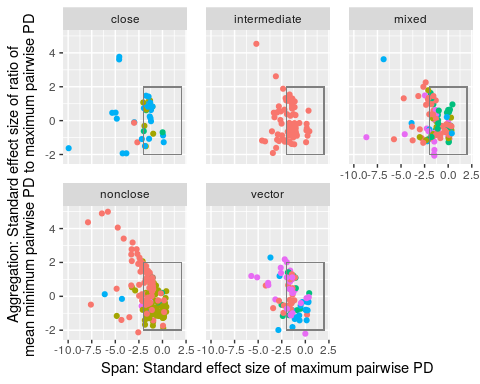 close intermediate mixed
4
2
0
-2
-10.0 -7.5 -5.0 -2.5 0.0 2.5
nonclose vector
4
2
0
-2
-10.0 -7.5 -5.0 -2.5 0.0 2.5 -10.0 -7.5 -5.0 -2.5 0.0 2.5
Aggregation: Standard effect size of ratio of
mean minimum pairwise PD to maximum pairwise PD
Span: Standard effect size of maximum pairwise PD